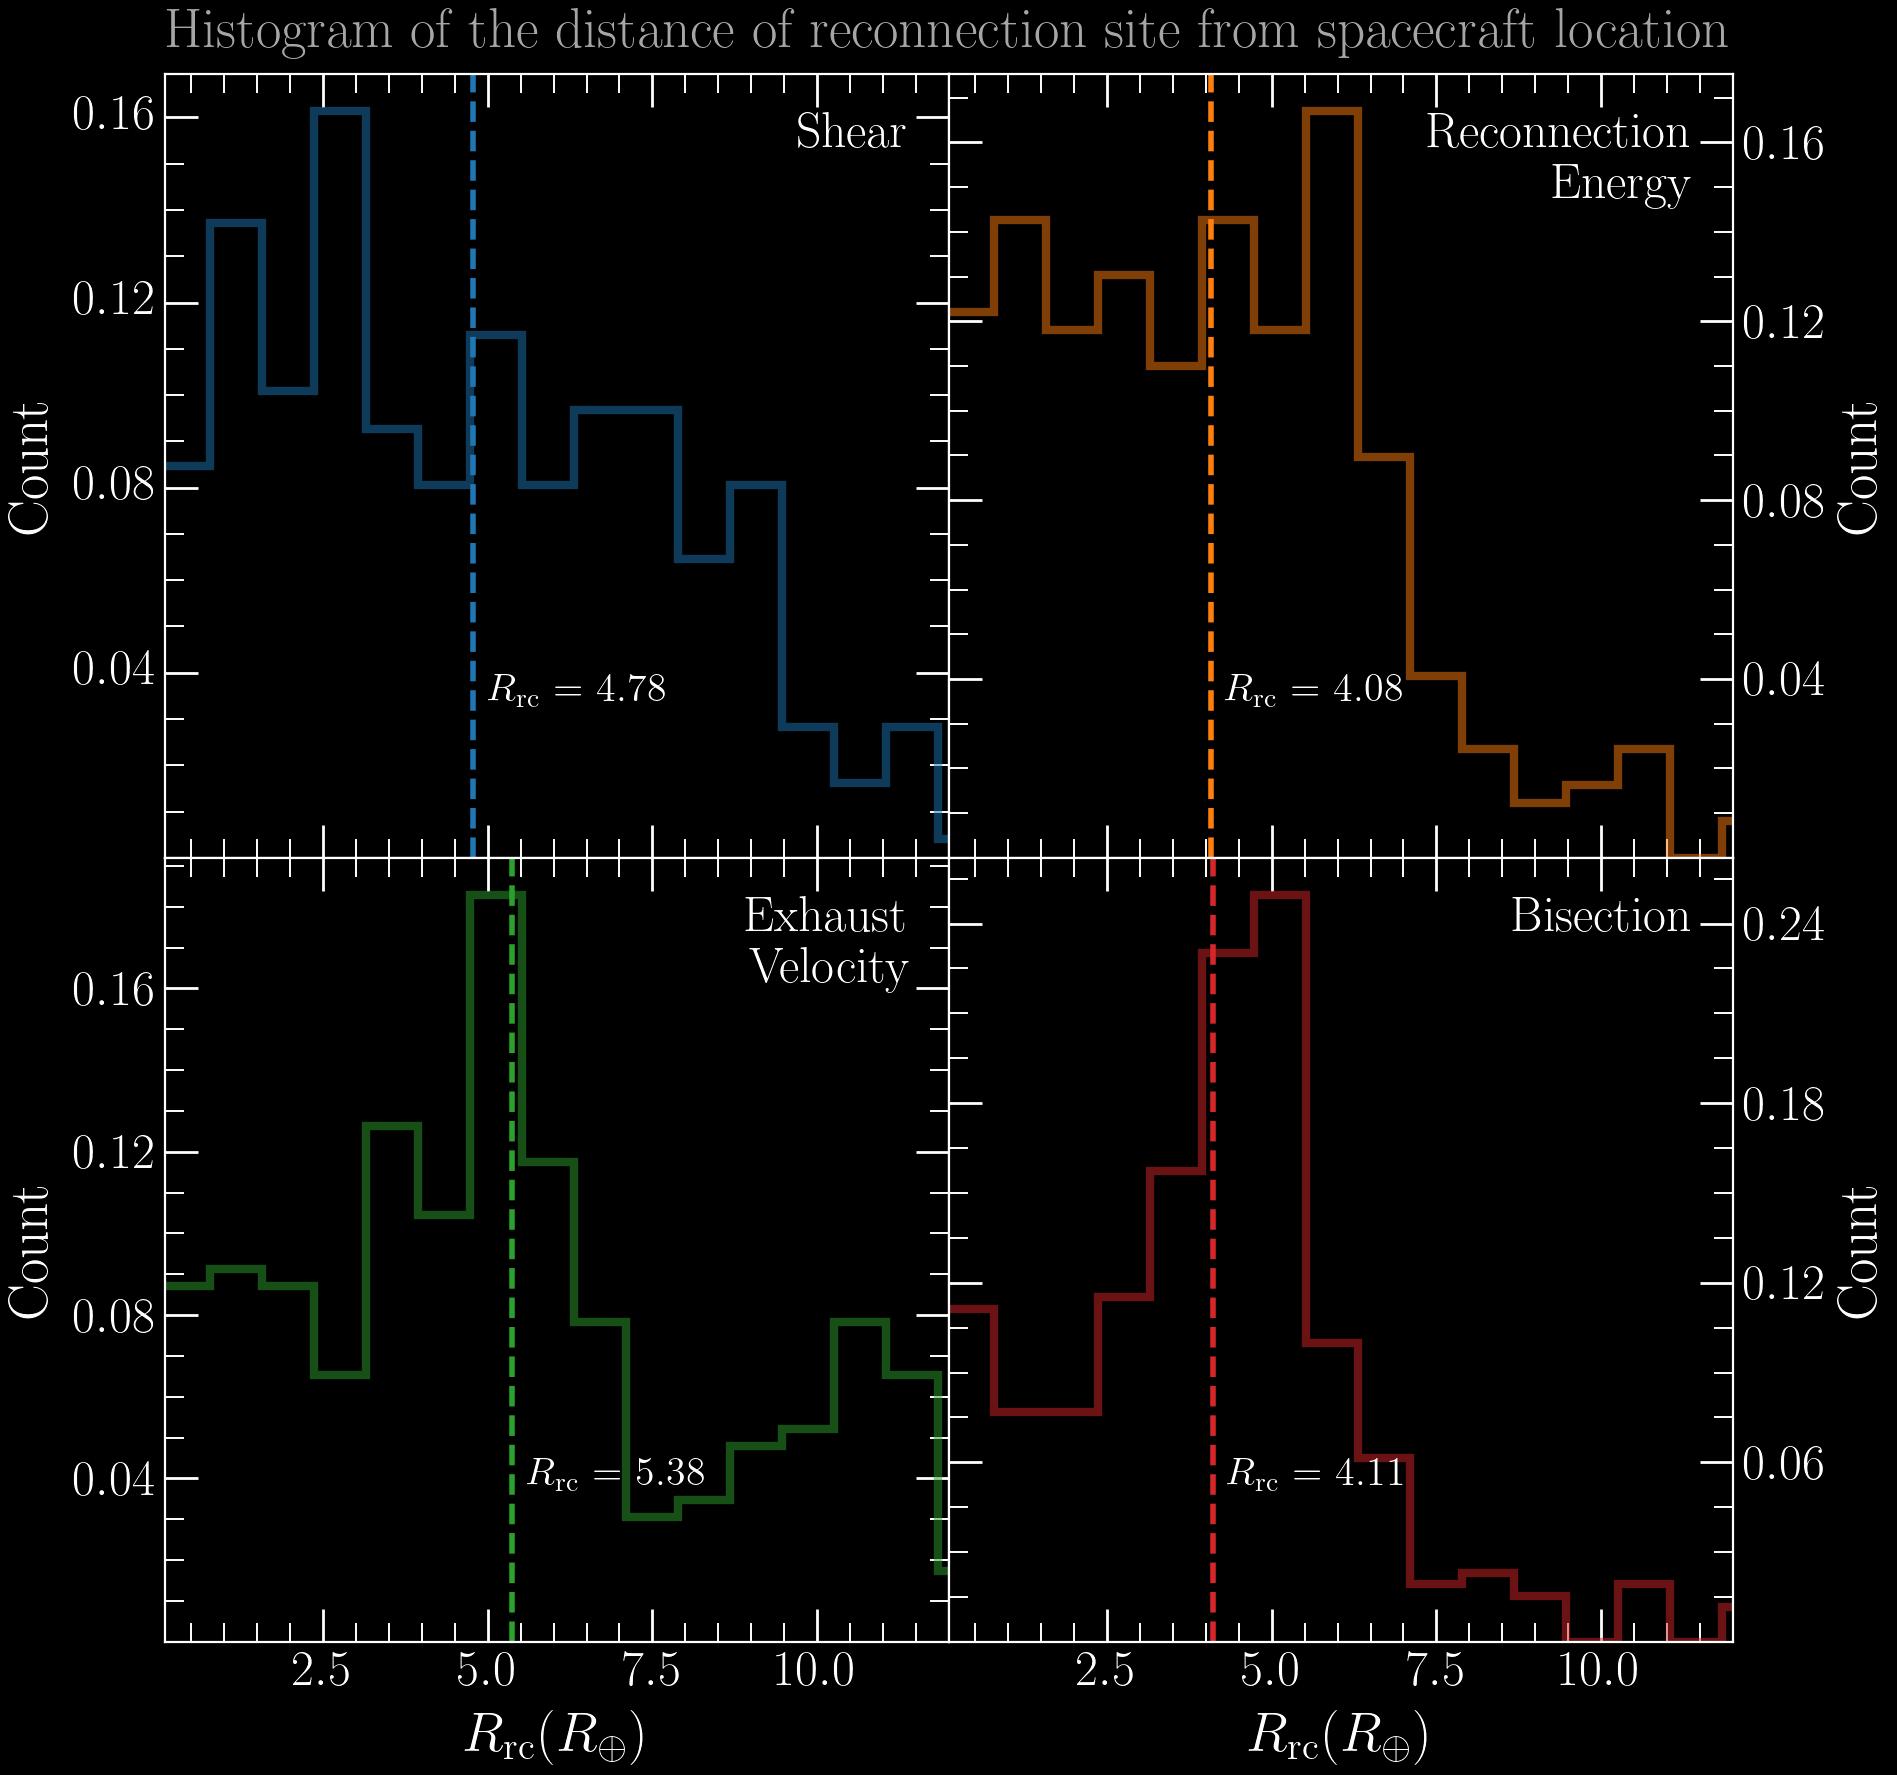 Histogram of the distance of reconnection site from spacecraft location
Shear
0.16
0.12
0.08
0.04
Count
R_rc = 4.78
Reconnection
Energy
0.16
0.12
0.08
0.04
Count
R_rc = 4.08
Exhaust
Velocity
0.16
0.12
0.08
0.04
Count
R_rc = 5.38
Bisection
0.24
0.18
0.12
0.06
Count
R_rc = 4.11
2.5 5.0 7.5 10.0
R_rc(R_⊕)
2.5 5.0 7.5 10.0
R_rc(R_⊕)